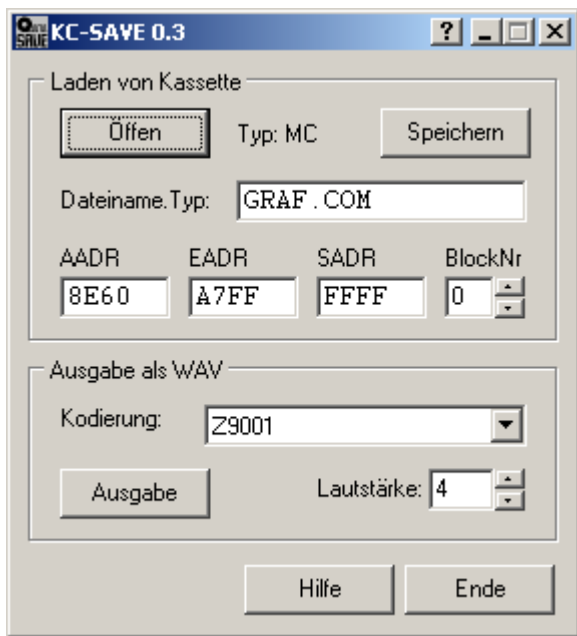 KC-SAVE 0.3
Laden von Kassette
Öffen Typ: MC Speichern
Dateiname.Typ: GRAF.COM
AADR EADR SADR BlockNr
8E60 A7FF FFFF 0
Ausgabe als WAV
Kodierung: Z9001
Ausgabe Lautstärke: 4
Hilfe Ende